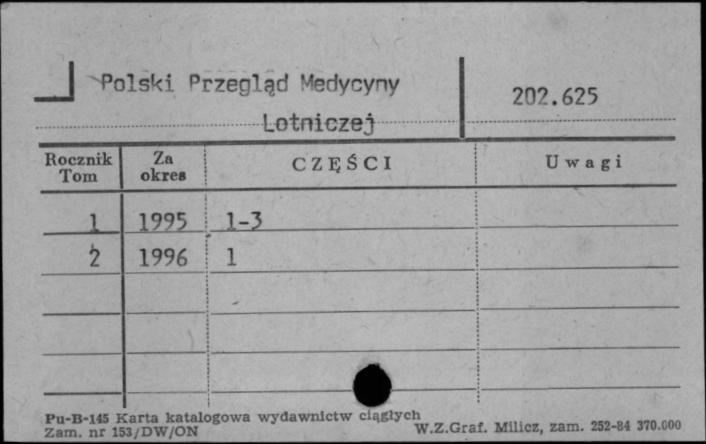 Polski Przegląd Medycyny
202.625
Lotniczej
Rocznik Tom Za okres CZĘŚCI Uwagi
1 1995 1-3
2 1996 1
Pu-B-145 Karta katalogowa wydawnictw ciągłych
Zam. nr 153/DW/ON W.Z.Graf. Milicz, zam. 252-84 370.000